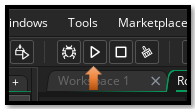 indows Tools Marketplace
+ Workspace 1 × Ro